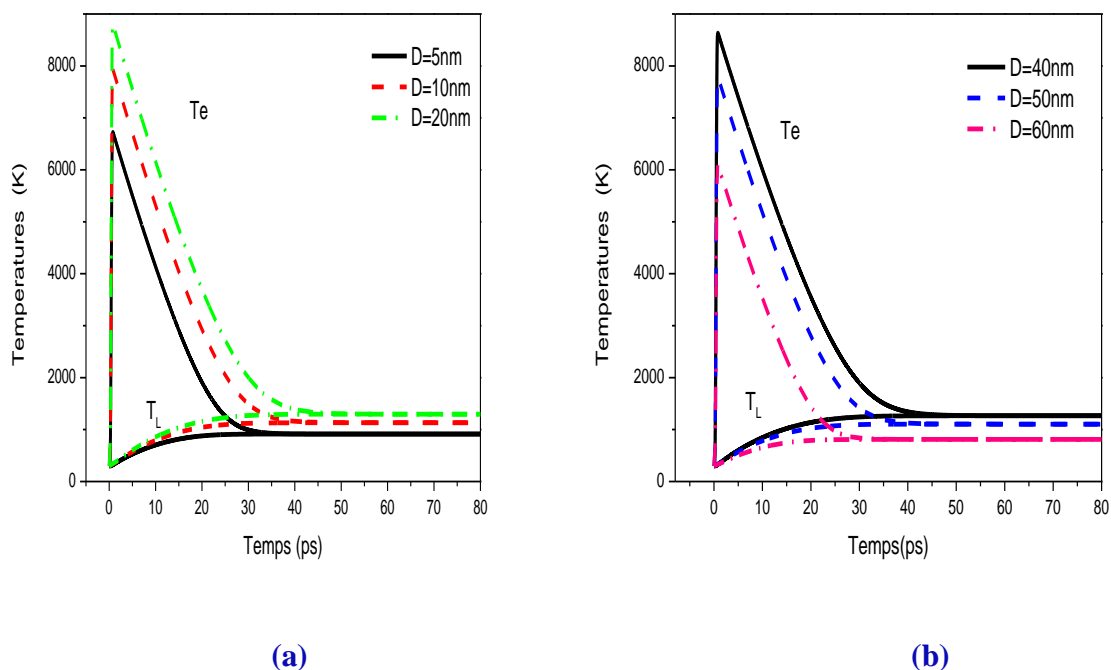 D=5nm
D=10nm
D=20nm
Te
T_L
Temperatures (K)
8000
6000
4000
2000
0
0 10 20 30 40 50 60 70 80
Temps (ps)
(a)
D=40nm
D=50nm
D=60nm
Te
T_L
Temperatures (K)
8000
6000
4000
2000
0
0 10 20 30 40 50 60 70 80
Temps(ps)
(b)